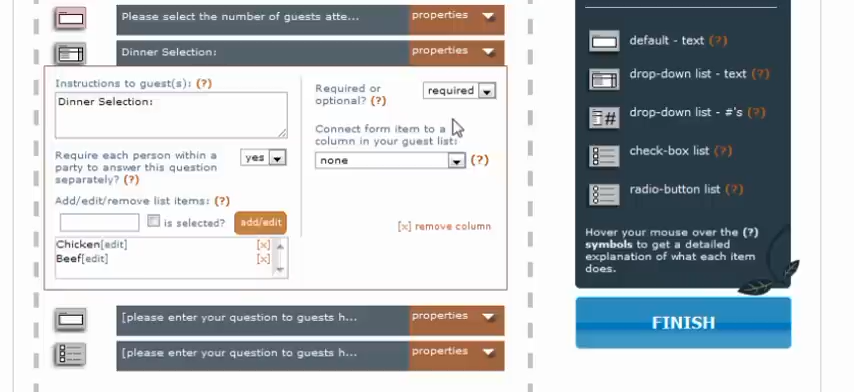 Please select the number of guests atte...
properties
Dinner Selection:
properties
Instructions to guest(s): (?)
Dinner Selection:
Require each person within a
party to answer this question
separately? (?)
yes
Add/edit/remove list items: (?)
is selected?
add/edit
Chicken[edit]
[x]
Beef[edit]
[x]
Required or
optional? (?)
required
Connect form item to a
column in your guest list:
none
(?)
[x] remove column
[please enter your question to guests h...
properties
[please enter your question to guests h...
properties
default - text (?)
drop-down list - text (?)
#
drop-down list - #'s (?)
check-box list (?)
radio-button list (?)
Hover your mouse over the (?)
symbols to get a detailed
explanation of what each item
does.
FINISH